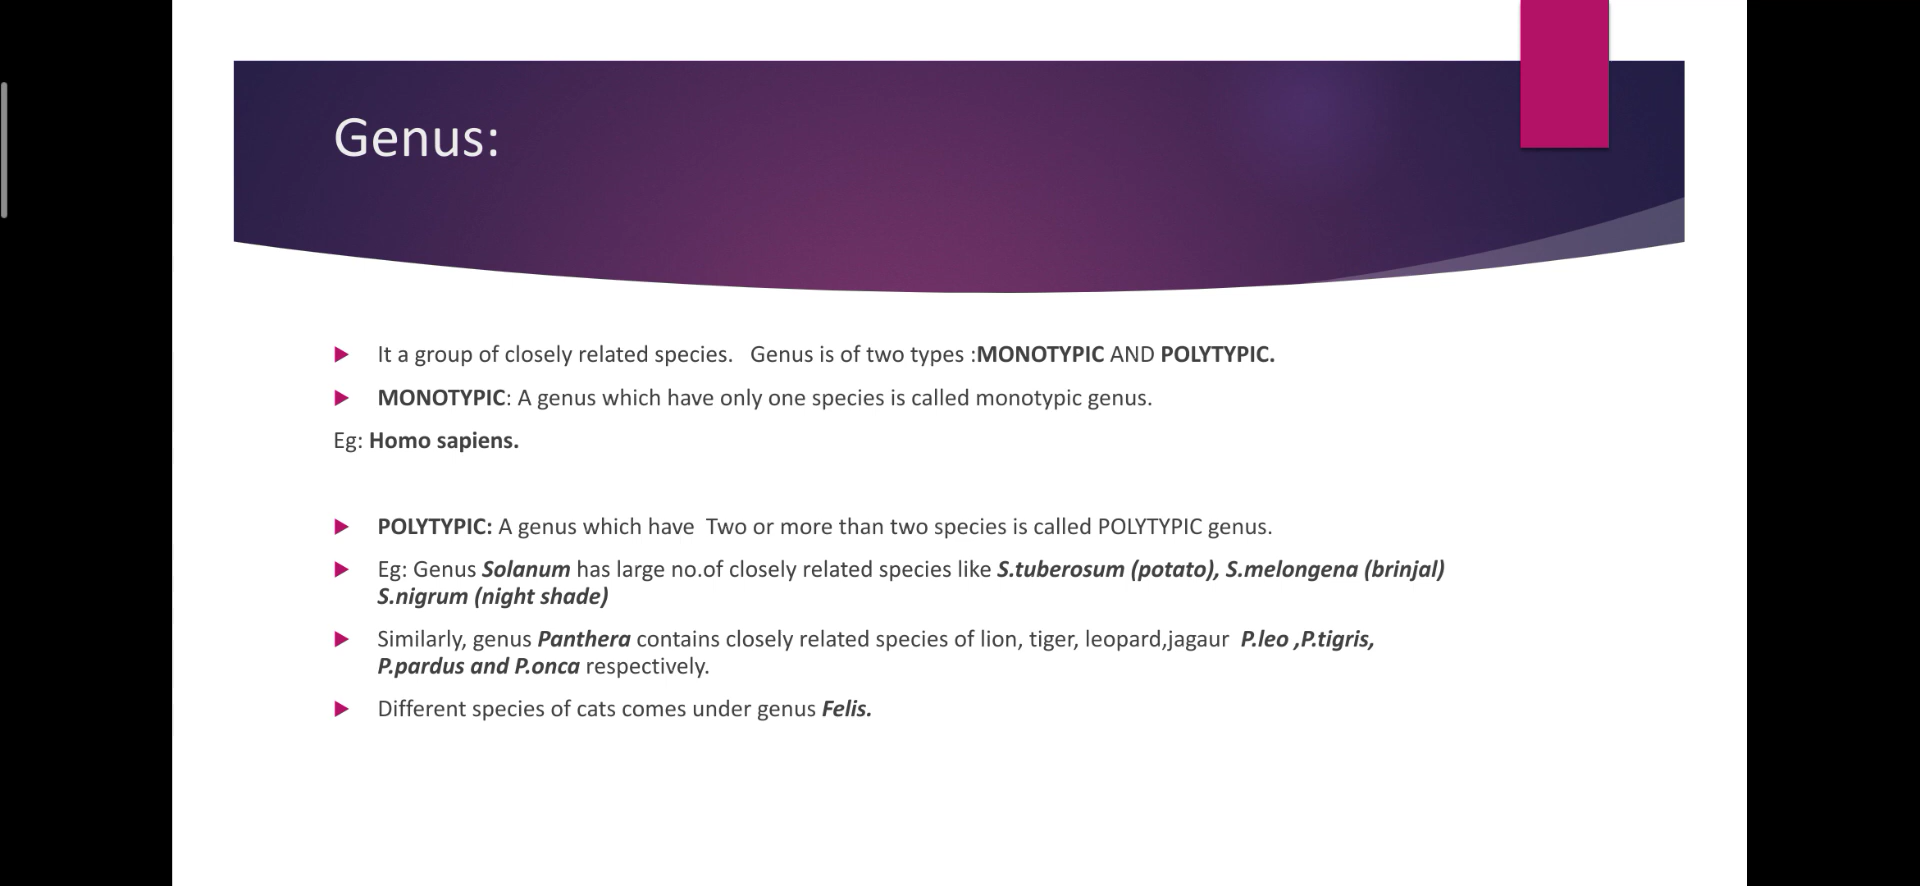 Genus:
It a group of closely related species. Genus is of two types :MONOTYPIC AND POLYTYPIC.
MONOTYPIC: A genus which have only one species is called monotypic genus.
Eg: Homo sapiens.
POLYTYPIC: A genus which have Two or more than two species is called POLYTYPIC genus.
Eg: Genus Solanum has large no.of closely related species like S.tuberosum (potato), S.melongena (brinjal)
S.nigrum (night shade)
Similarly, genus Panthera contains closely related species of lion, tiger, leopard,jagaur P.leo ,P.tigris,
P.pardus and P.onca respectively.
Different species of cats comes under genus Felis.